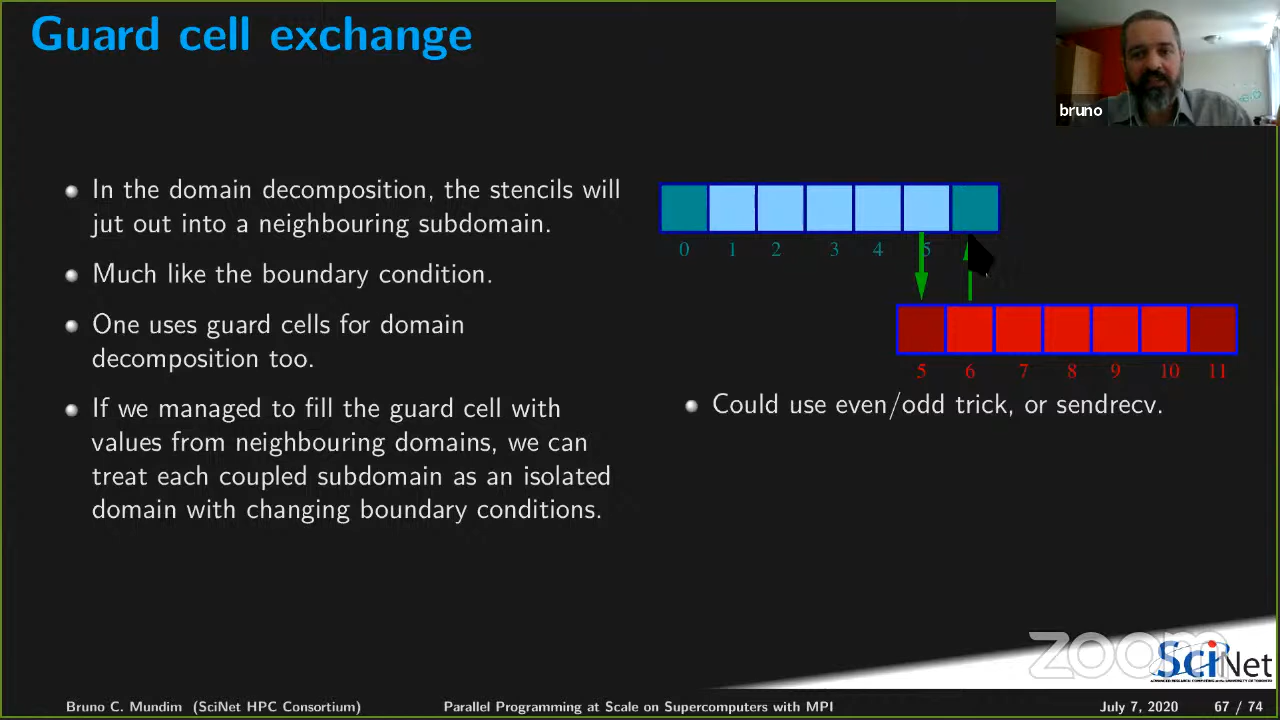 Guard cell exchange
bruno
In the domain decomposition, the stencils will
jut out into a neighbouring subdomain.
Much like the boundary condition.
One uses guard cells for domain
decomposition too.
If we managed to fill the guard cell with
values from neighbouring domains, we can
treat each coupled subdomain as an isolated
domain with changing boundary conditions.
0 1 2 3 4 5
5 6 7 8 9 10 11
Could use even/odd trick, or sendrecv.
zoom
SciNet
Bruno C. Mundim (SciNet HPC Consortium) Parallel Programming at Scale on Supercomputers with MPI July 7, 2020 67 / 74